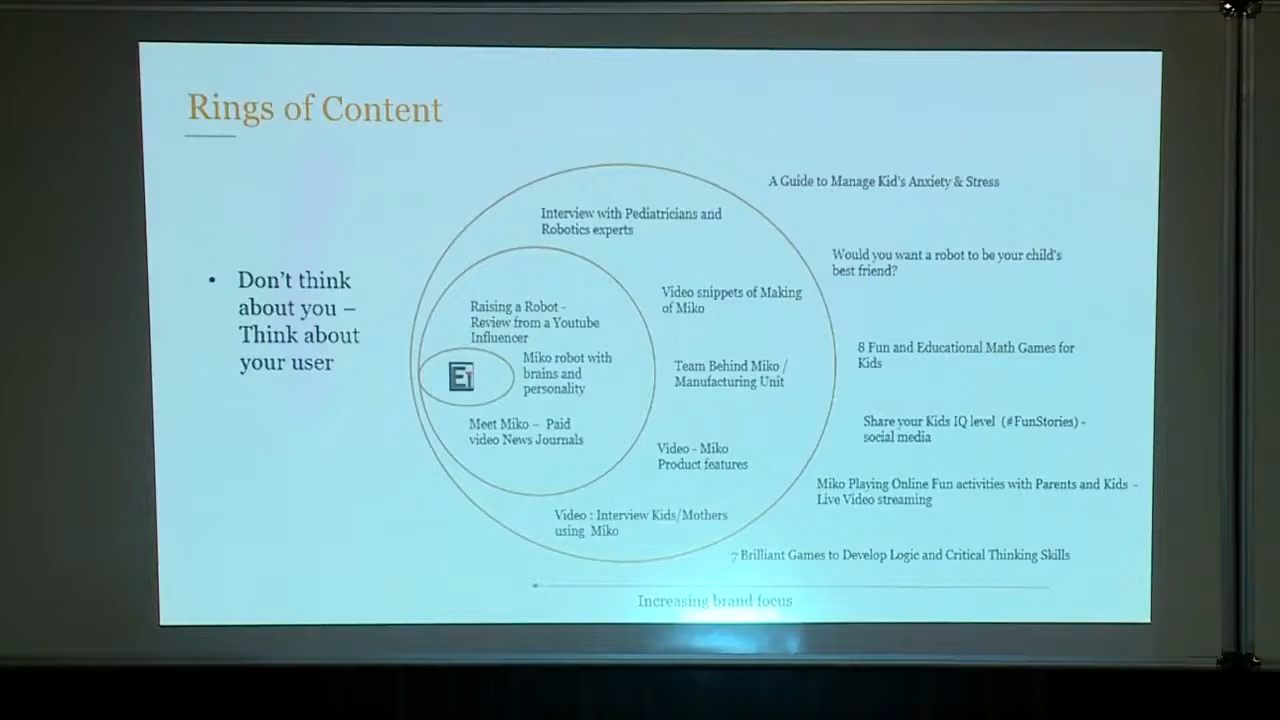 Rings of Content
• Don't think
about you –
Think about
your user
A Guide to Manage Kid's Anxiety & Stress
Interview with Pediatricians and
Robotics experts
Would you want a robot to be your child's
best friend?
Video snippets of Making
of Miko
Raising a Robot -
Review from a Youtube
Influencer
8 Fun and Educational Math Games for
Kids
Miko robot with
brains and
personality
Ei
Team Behind Miko /
Manufacturing Unit
Meet Miko – Paid
video News Journals
Share your Kids IQ level (#FunStories) -
social media
Video - Miko
Product features
Miko Playing Online Fun activities with Parents and Kids -
Live Video streaming
Video : Interview Kids/Mothers
using Miko
7 Brilliant Games to Develop Logic and Critical Thinking Skills
Increasing brand focus